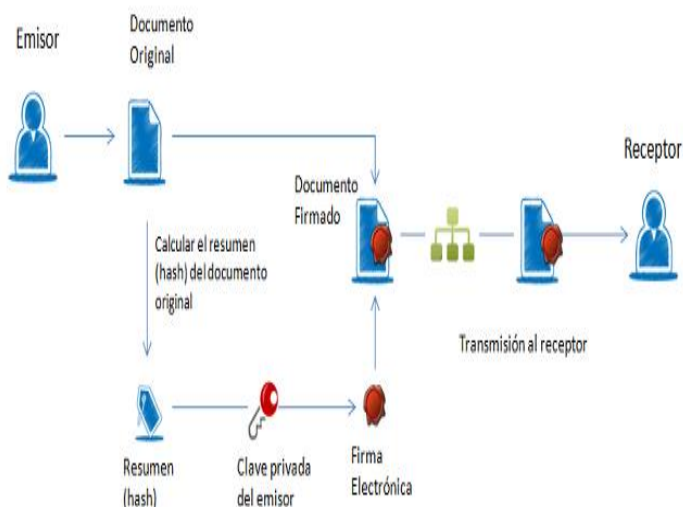 Emisor
Documento
Original
Receptor
Documento
Firmado
Calcular el resumen
(hash) del documento
original
Transmisión al receptor
Resumen
(hash)
Clave privada
del emisor
Firma
Electrónica